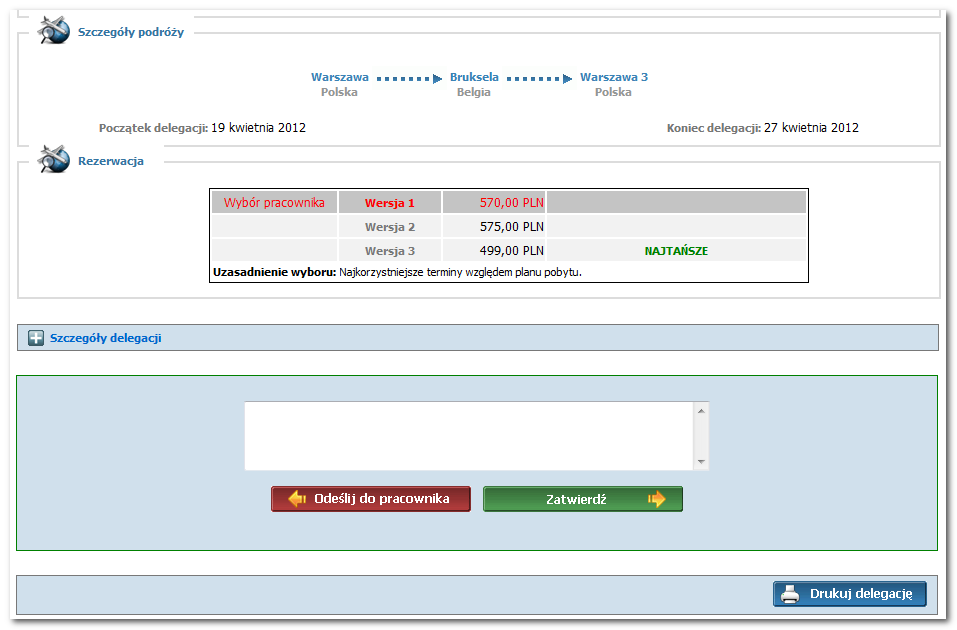 Szczegóły podróży
Warszawa Bruksela Warszawa 3
Polska Belgia Polska
Początek delegacji: 19 kwietnia 2012 Koniec delegacji: 27 kwietnia 2012
Rezerwacja
Wybór pracownika Wersja 1 570,00 PLN
Wersja 2 575,00 PLN
Wersja 3 499,00 PLN NAJTAŃSZE
Uzasadnienie wyboru: Najkorzystniejsze terminy względem planu pobytu.
Szczegóły delegacji
Odeślij do pracownika Zatwierdź
Drukuj delegację